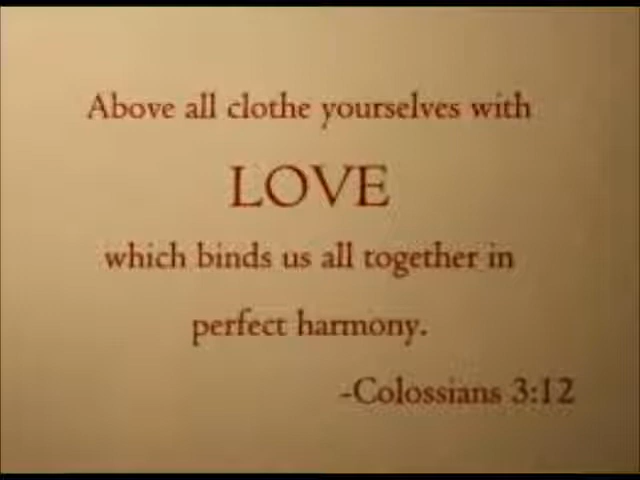 Above all clothe yourselves with
LOVE
which binds us all together in
perfect harmony.
-Colossians 3:12